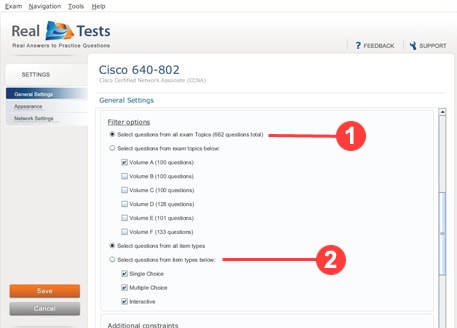 Exam Navigation Tools Help
Real Tests
Real Answers to Practice Questions
? FEEDBACK SUPPORT
SETTINGS
General Settings
Appearance
Network Settings
Save
Cancel
Cisco 640-802
Cisco Certified Network Associate (CCNA)
General Settings
Filter options
Select questions from all exam Topics (662 questions total)
1
Select questions from exam topics below:
Volume A (100 questions)
Volume B (100 questions)
Volume C (100 questions)
Volume D (128 questions)
Volume E (101 questions)
Volume F (133 questions)
Select questions from all item types
Select questions from item types below:
2
Single Choice
Multiple Choice
Interactive
Additional constraints